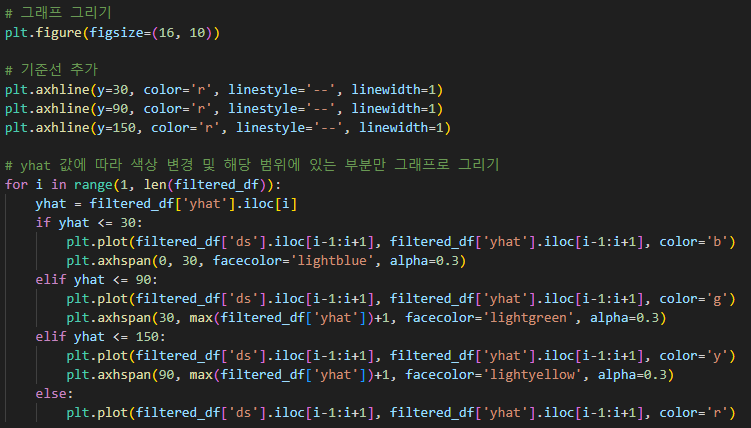 # 그래프 그리기
plt.figure(figsize=(16, 10))
# 기준선 추가
plt.axhline(y=30, color='r', linestyle='--', linewidth=1)
plt.axhline(y=90, color='r', linestyle='--', linewidth=1)
plt.axhline(y=150, color='r', linestyle='--', linewidth=1)
# yhat 값에 따라 색상 변경 및 해당 범위에 있는 부분만 그래프로 그리기
for i in range(1, len(filtered_df)):
    yhat = filtered_df['yhat'].iloc[i]
    if yhat <= 30:
        plt.plot(filtered_df['ds'].iloc[i-1:i+1], filtered_df['yhat'].iloc[i-1:i+1], color='b')
        plt.axhspan(0, 30, facecolor='lightblue', alpha=0.3)
    elif yhat <= 90:
        plt.plot(filtered_df['ds'].iloc[i-1:i+1], filtered_df['yhat'].iloc[i-1:i+1], color='g')
        plt.axhspan(30, max(filtered_df['yhat'])+1, facecolor='lightgreen', alpha=0.3)
    elif yhat <= 150:
        plt.plot(filtered_df['ds'].iloc[i-1:i+1], filtered_df['yhat'].iloc[i-1:i+1], color='y')
        plt.axhspan(90, max(filtered_df['yhat'])+1, facecolor='lightyellow', alpha=0.3)
    else:
        plt.plot(filtered_df['ds'].iloc[i-1:i+1], filtered_df['yhat'].iloc[i-1:i+1], color='r')